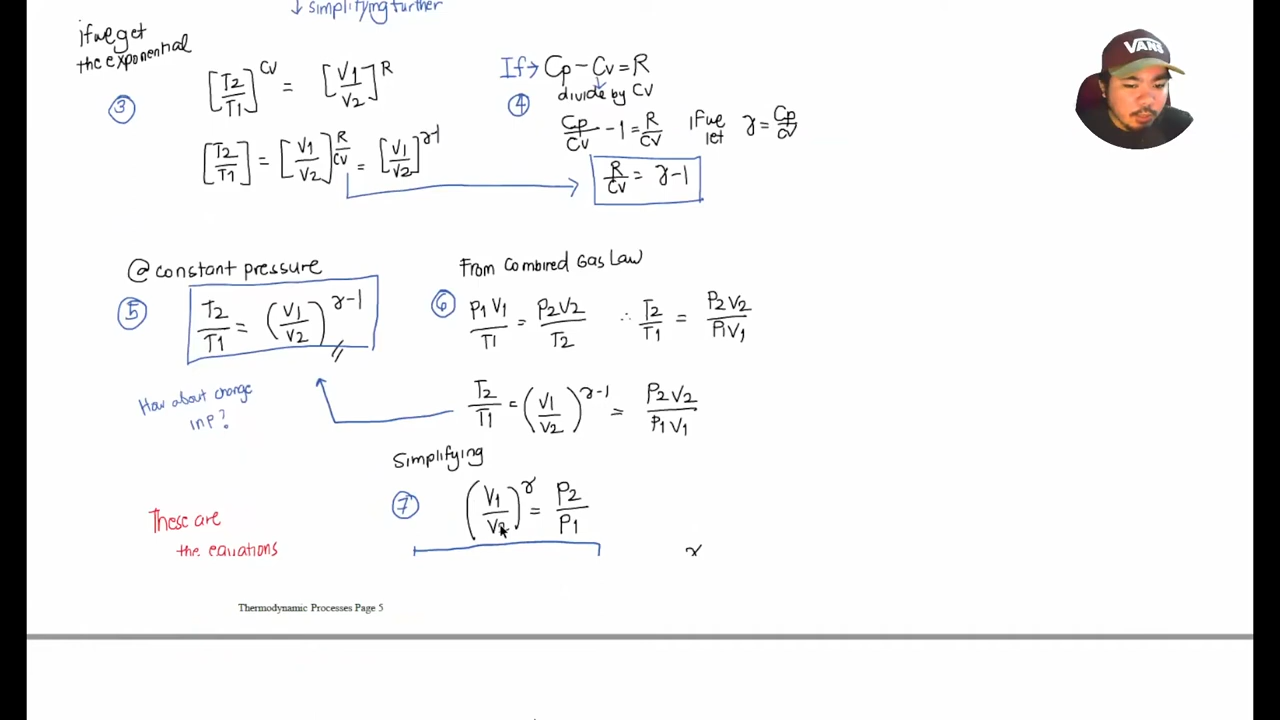 ↓ simplifying further
if we get
the exponential
③ [T2/T1]^CV = [V1/V2]^R
[T2/T1] = [V1/V2]^R/CV = [V1/V2]^γ-1
If → Cp - Cv = R
④ divide by CV
Cp/Cv - 1 = R/CV if we let γ = Cp/CV
R/CV = γ-1
@ constant pressure
⑤ T2/T1 = (V1/V2)^γ-1
How about change
in P?
From Combined Gas Law
⑥ P1V1/T1 = P2V2/T2 ∴ T2/T1 = P2V2/P1V1
T2/T1 = (V1/V2)^γ-1 = P2V2/P1V1
Simplifying
⑦ (V1/V2)^γ = P2/P1
These are
the equations
γ
Thermodynamic Processes Page 5
VANS